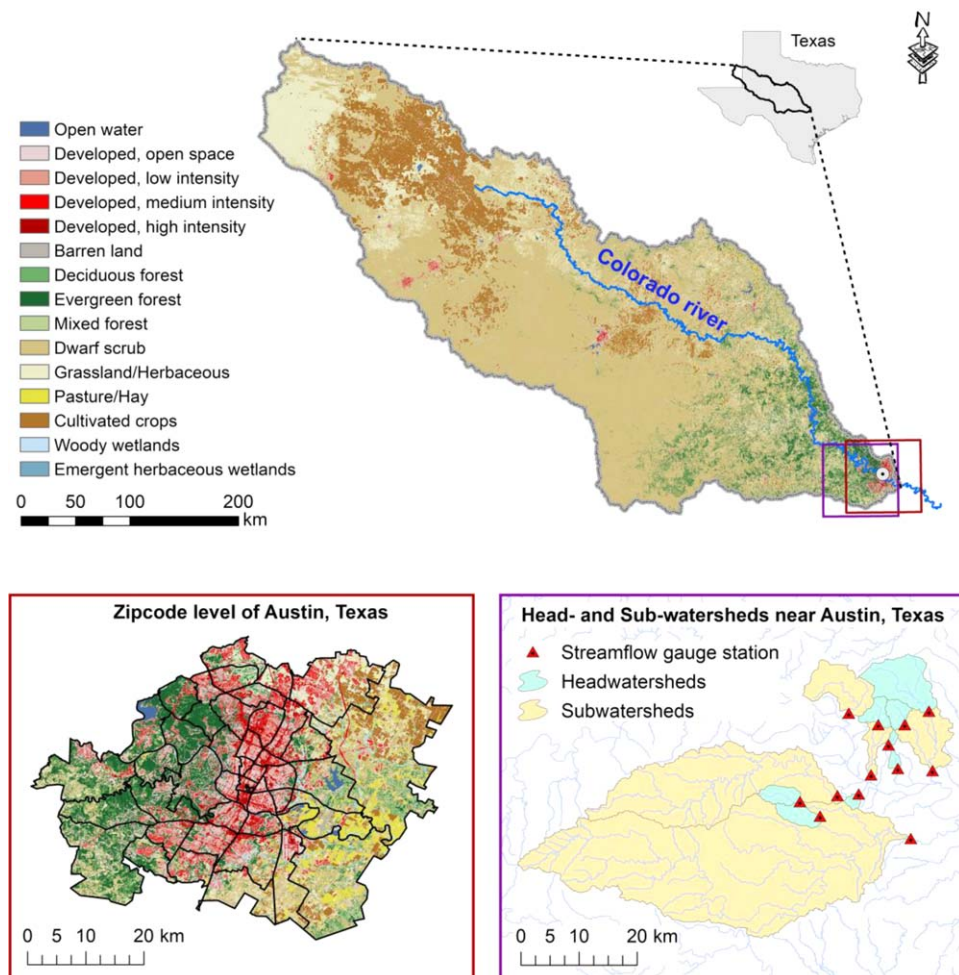 Texas
N
Open water
Developed, open space
Developed, low intensity
Developed, medium intensity
Developed, high intensity
Barren land
Deciduous forest
Evergreen forest
Mixed forest
Dwarf scrub
Grassland/Herbaceous
Pasture/Hay
Cultivated crops
Woody wetlands
Emergent herbaceous wetlands
0 50 100 200
km
Colorado river
Zipcode level of Austin, Texas
0 5 10 20 km
Head- and Sub-watersheds near Austin, Texas
Streamflow gauge station
Headwatersheds
Subwatersheds
0 5 10 20 km